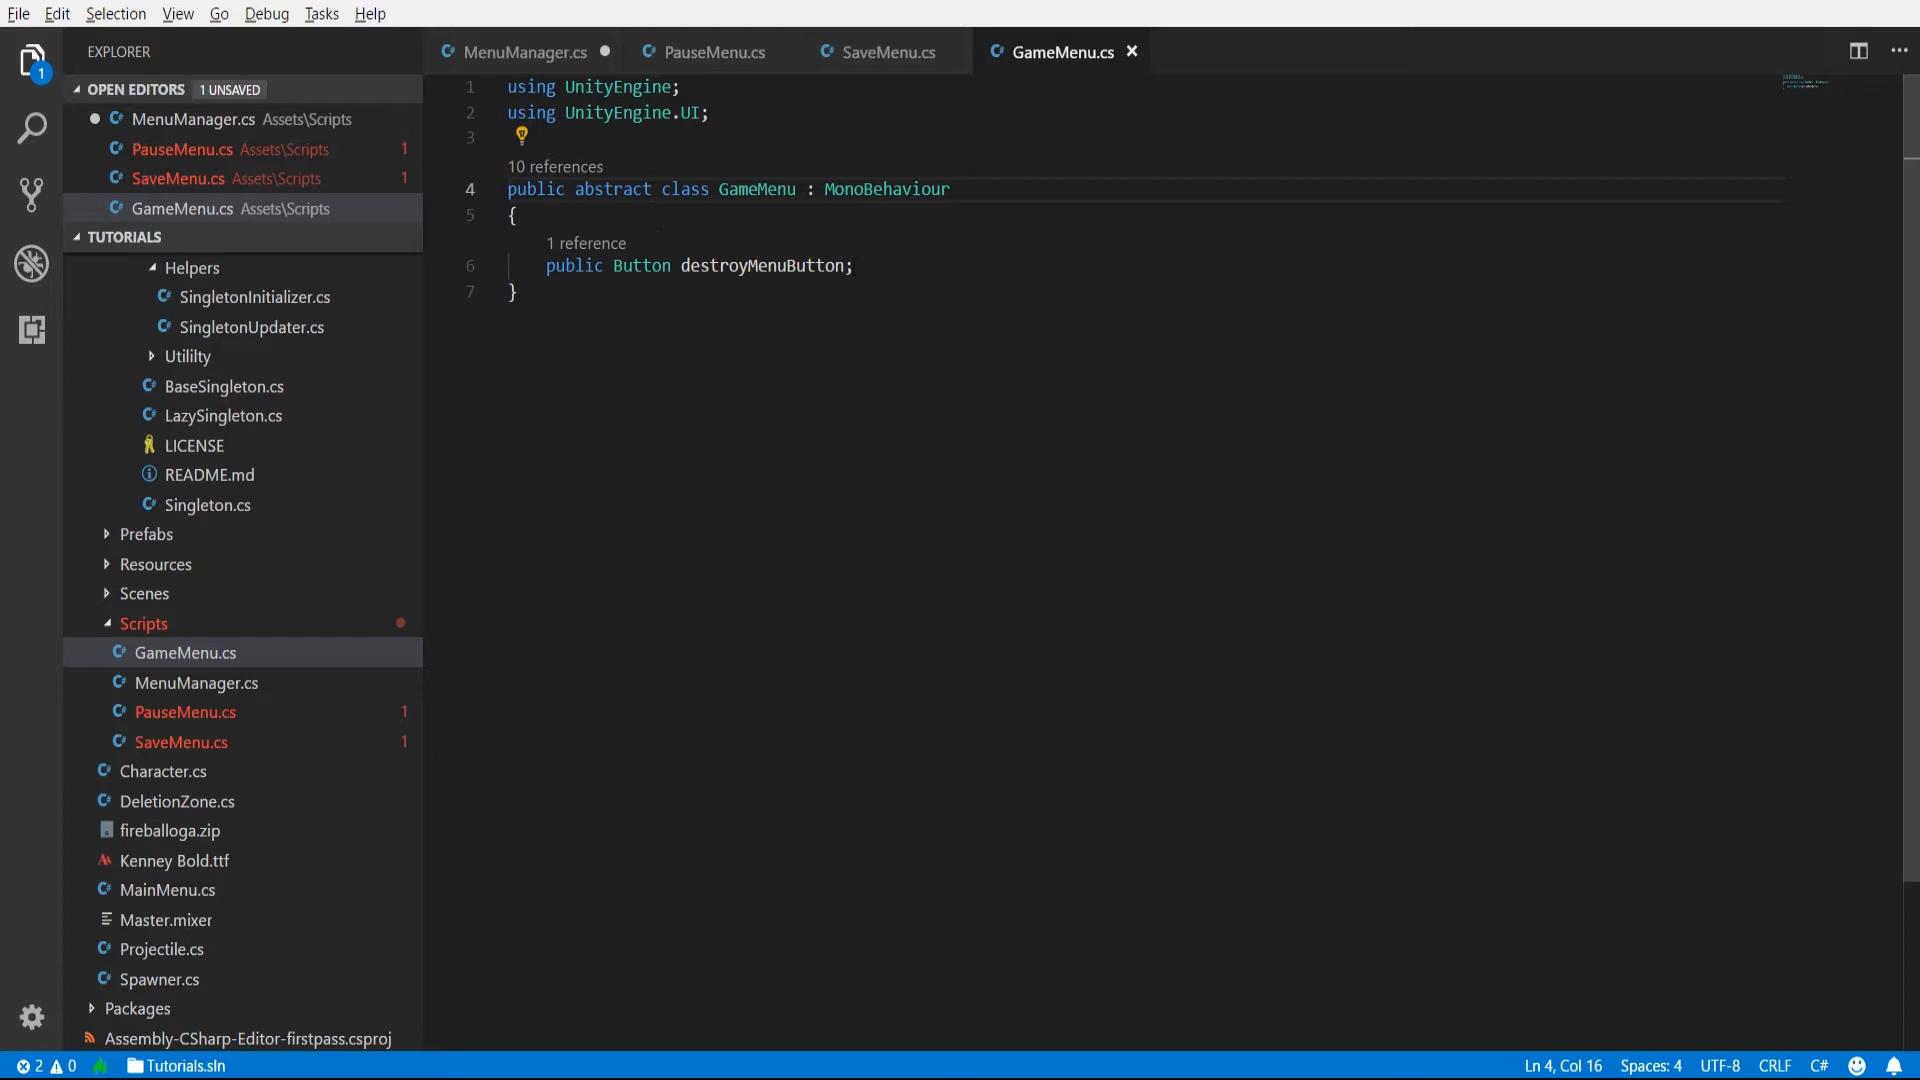 File Edit Selection View Go Debug Tasks Help
EXPLORER
1
OPEN EDITORS 1 UNSAVED
MenuManager.cs Assets\Scripts
PauseMenu.cs Assets\Scripts 1
SaveMenu.cs Assets\Scripts 1
GameMenu.cs Assets\Scripts
TUTORIALS
Helpers
SingletonInitializer.cs
SingletonUpdater.cs
Utililty
BaseSingleton.cs
LazySingleton.cs
LICENSE
README.md
Singleton.cs
Prefabs
Resources
Scenes
Scripts
GameMenu.cs
MenuManager.cs
PauseMenu.cs 1
SaveMenu.cs 1
Character.cs
DeletionZone.cs
fireballoga.zip
Kenney Bold.ttf
MainMenu.cs
Master.mixer
Projectile.cs
Spawner.cs
Packages
Assembly-CSharp-Editor-firstpass.csproj
MenuManager.cs PauseMenu.cs SaveMenu.cs GameMenu.cs
1 using UnityEngine;
2 using UnityEngine.UI;
3
10 references
4 public abstract class GameMenu : MonoBehaviour
5 {
1 reference
6 public Button destroyMenuButton;
7 }
2 0 Tutorials.sln Ln 4, Col 16 Spaces: 4 UTF-8 CRLF C#